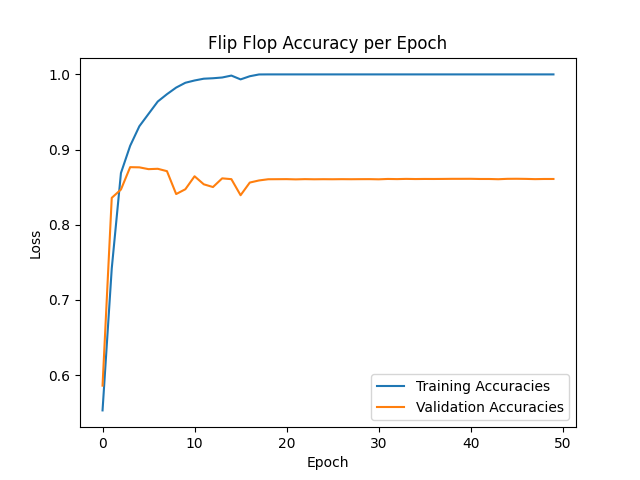 Flip Flop Accuracy per Epoch
Loss
1.0
0.9
0.8
0.7
0.6
Training Accuracies
Validation Accuracies
0 10 20 30 40 50
Epoch